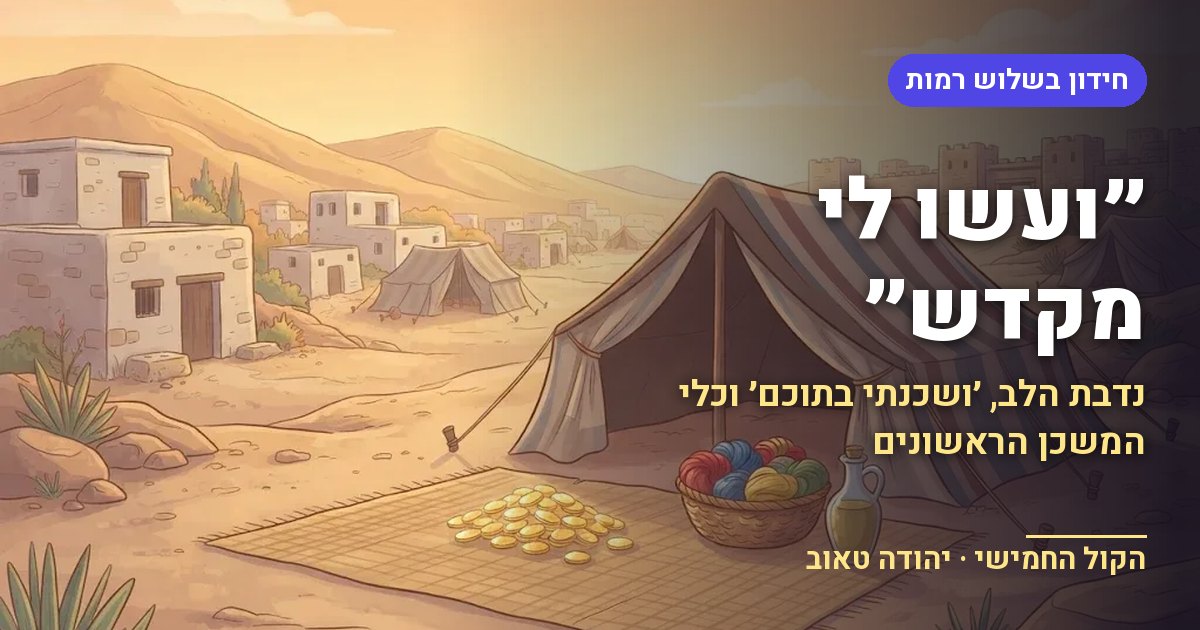 חידון בשלוש רמות
”ועשו לי
מקדש”
נדבת הלב, ’ושכנתי בתוכם’ וכלי
המשכן הראשונים
הקול החמישי · יהודה טאוב